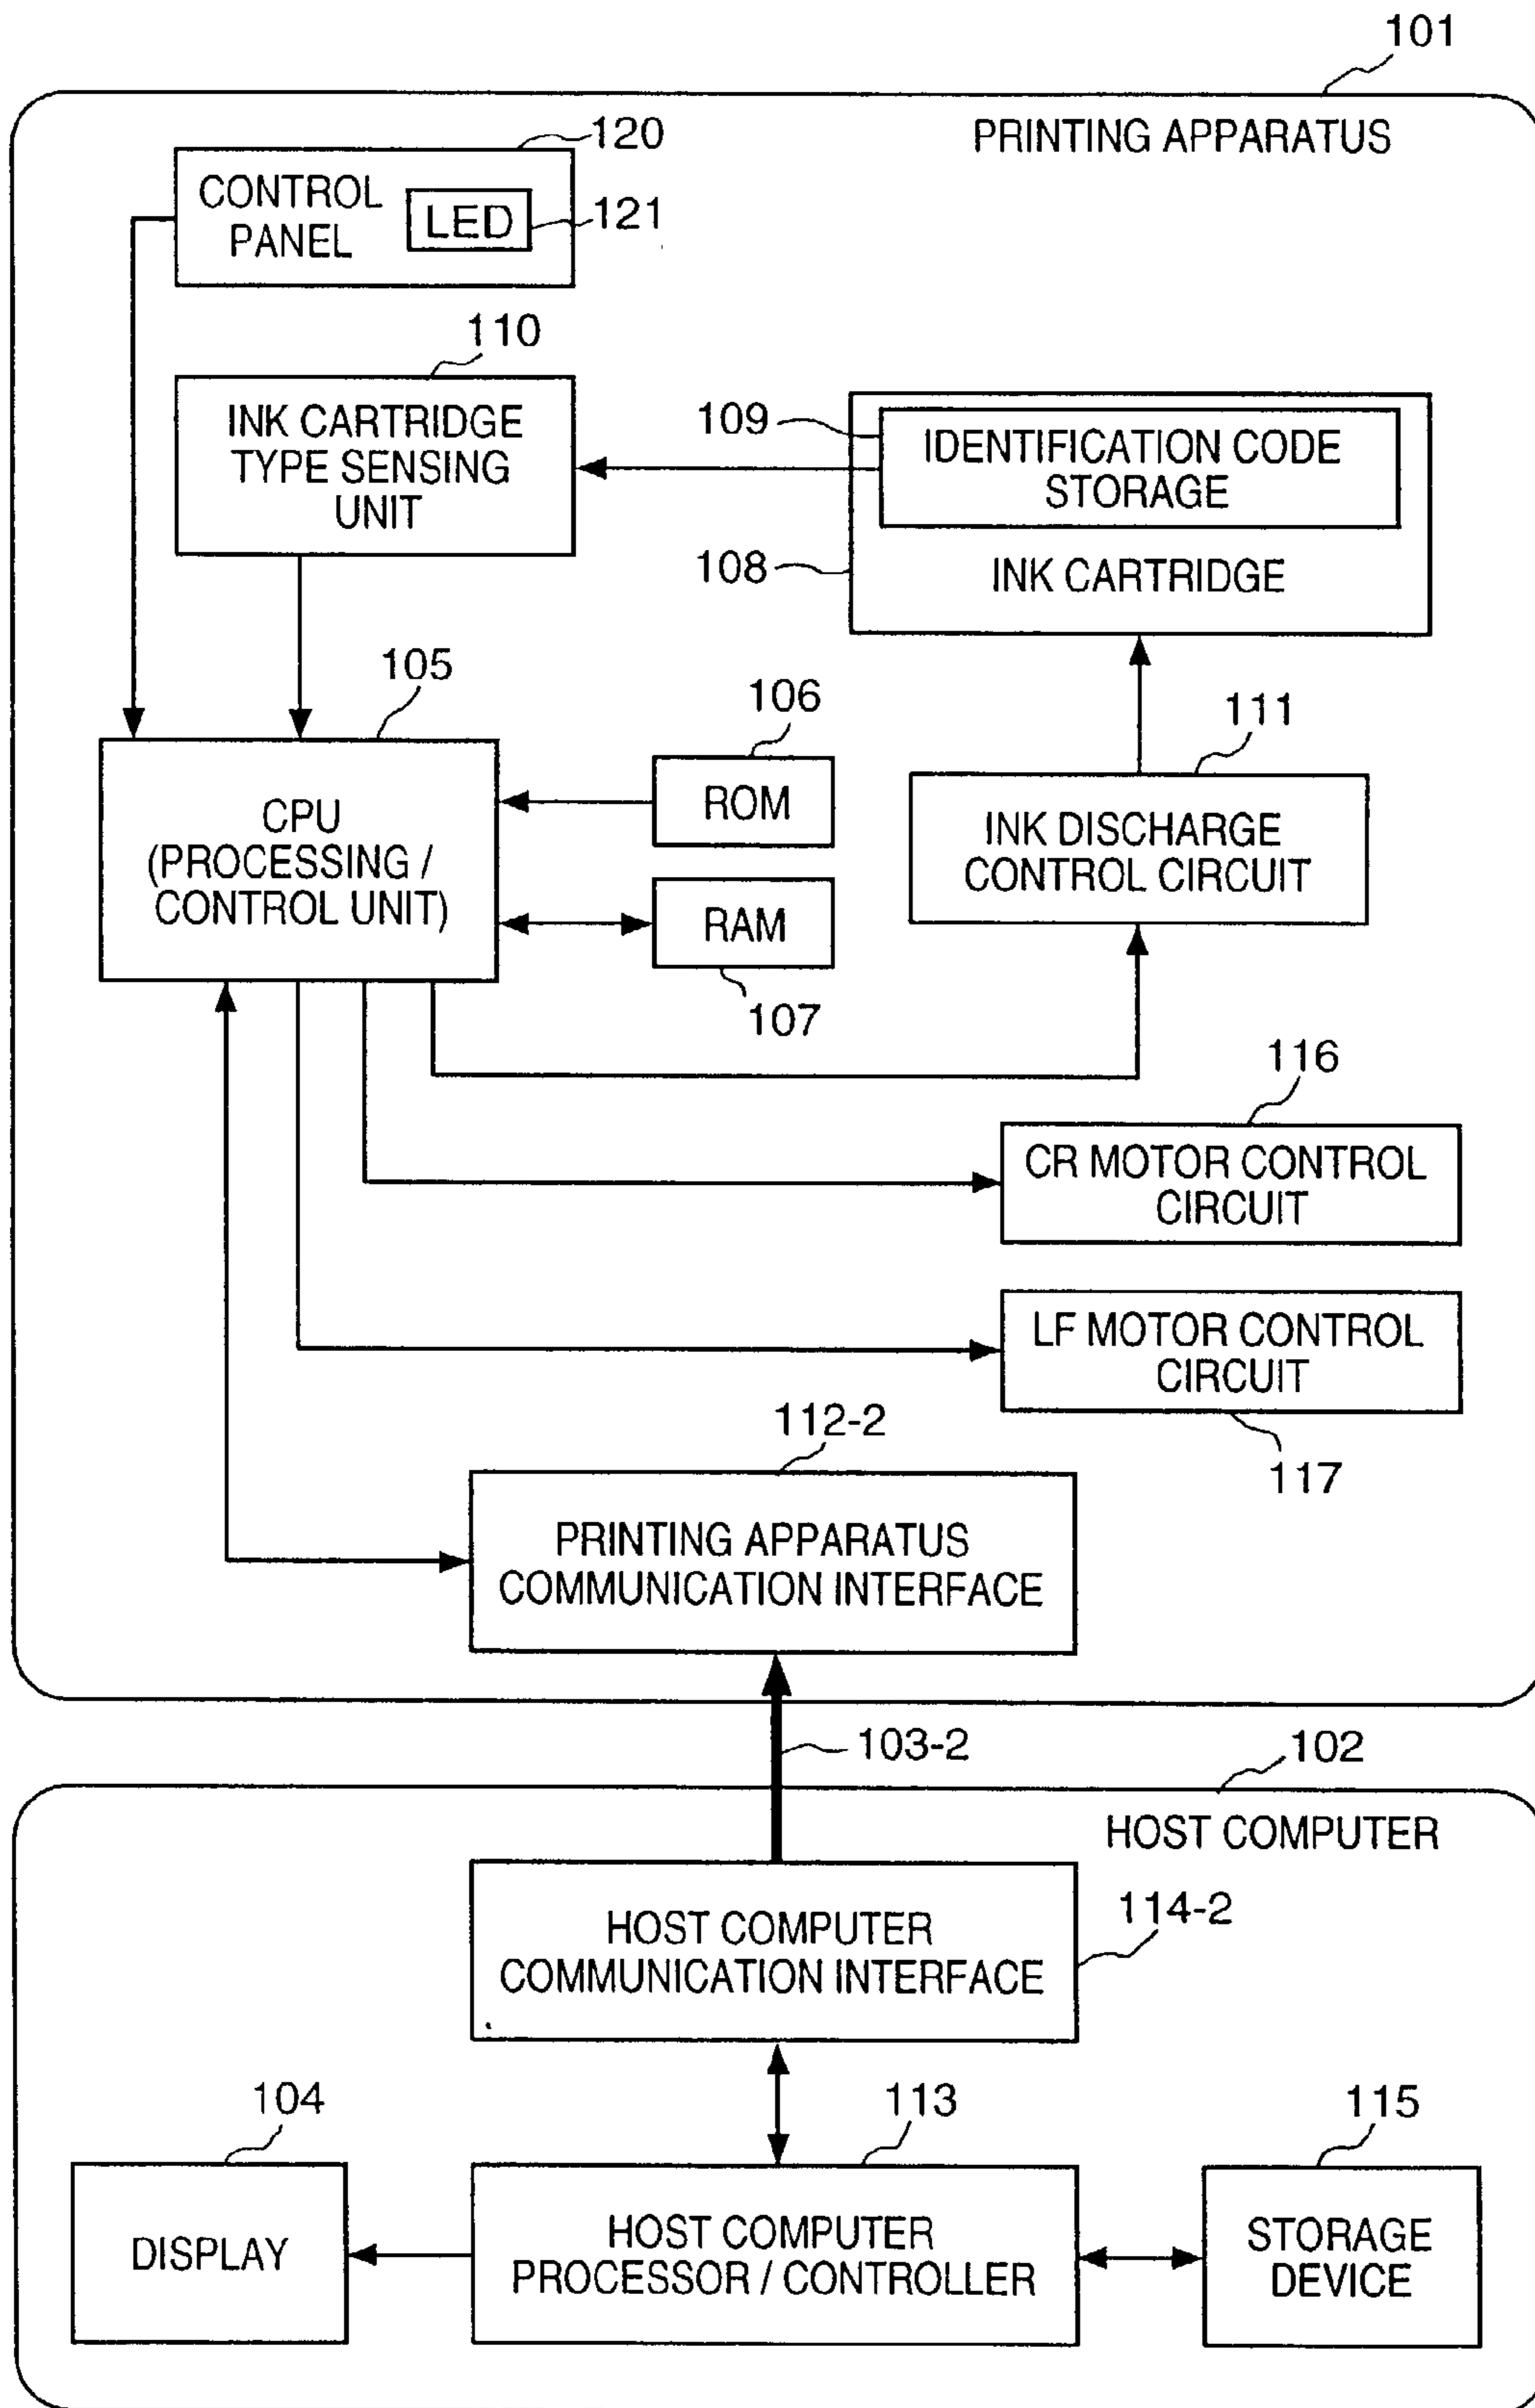 101
PRINTING APPARATUS
120
CONTROL
PANEL
LED
121
110
INK CARTRIDGE
TYPE SENSING
UNIT
109
IDENTIFICATION CODE
STORAGE
108
INK CARTRIDGE
105
CPU
(PROCESSING /
CONTROL UNIT)
106
ROM
RAM
107
111
INK DISCHARGE
CONTROL CIRCUIT
116
CR MOTOR CONTROL
CIRCUIT
LF MOTOR CONTROL
CIRCUIT
117
112-2
PRINTING APPARATUS
COMMUNICATION INTERFACE
103-2
102
HOST COMPUTER
HOST COMPUTER
COMMUNICATION INTERFACE
114-2
104
DISPLAY
113
HOST COMPUTER
PROCESSOR / CONTROLLER
115
STORAGE
DEVICE